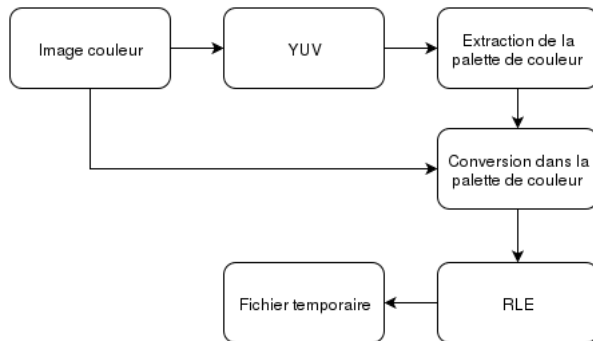 Image couleur
YUV
Extraction de la
palette de couleur
Conversion dans la
palette de couleur
Fichier temporaire
RLE